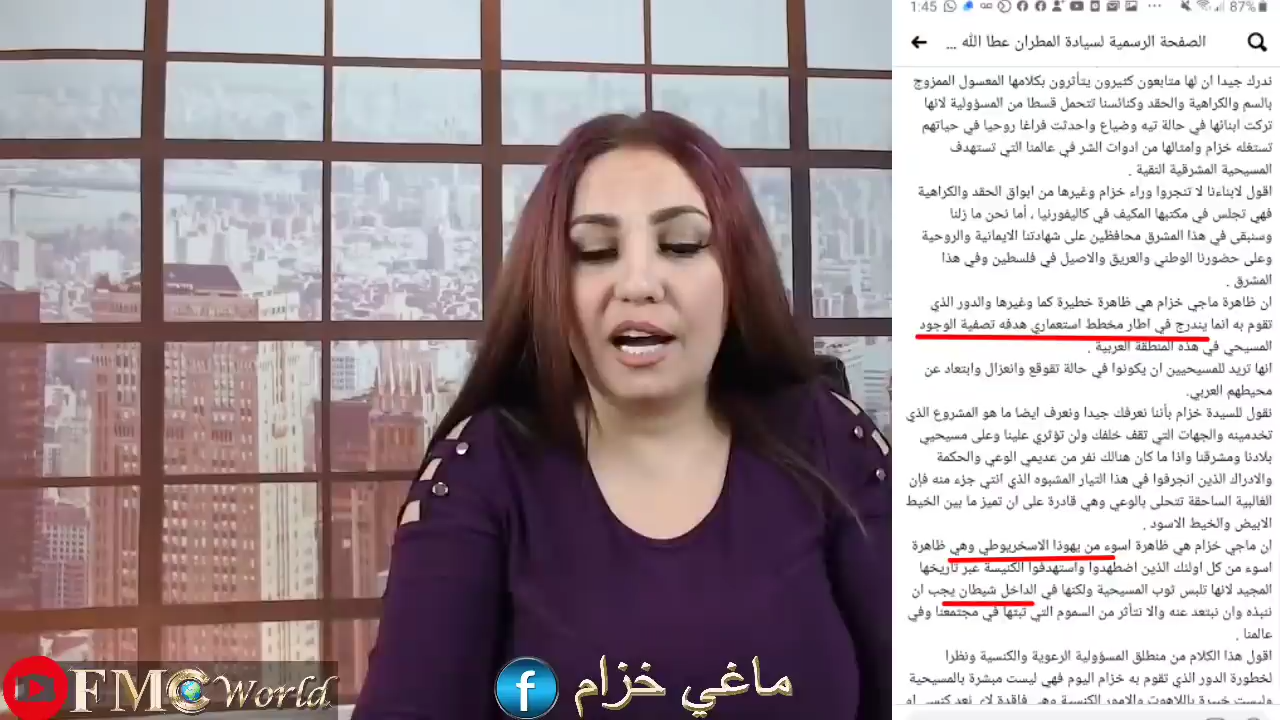 1:45
87%
الصفحة الرسمية لسيادة المطران عطا الله ...
ندرك جيدا ان لها متابعون كثيرون يتأثرون بكلامها المعسول الممزوج
بالسم والكراهية والحقد وكنائسنا تتحمل قسطا من المسؤولية لانها
تركت ابنائها في حالة تيه وضياع واحدثت فراغا روحيا في حياتهم
تستغله خزام وامثالها من ادوات الشر في عالمنا التي تستهدف
المسيحية المشرقية النقية .
اقول لابناءنا لا تنجروا وراء خزام وغيرها من ابواق الحقد والكراهية
فهي تجلس في مكتبها المكيف في كاليفورنيا ، أما نحن ما زلنا
وسنبقى في هذا المشرق محافظين على شهادتنا الايمانية والروحية
وعلى حضورنا الوطني والعريق والاصيل في فلسطين وفي هذا
المشرق .
ان ظاهرة ماجي خزام هي ظاهرة خطيرة كما وغيرها والدور الذي
تقوم به انما يندرج في اطار مخطط استعماري هدفه تصفية الوجود
المسيحي في هذه المنطقة العربية .
انها تريد للمسيحيين ان يكونوا في حالة تقوقع وانعزال وابتعاد عن
محيطهم العربي.
نقول للسيدة خزام بأننا نعرفك جيدا ونعرف ايضا ما هو المشروع الذي
تخدمينه والجهات التي تقف خلفك ولن تؤثري علينا وعلى مسيحيي
بلادنا ومشرقنا واذا ما كان هنالك نفر من عديمي الوعي والحكمة
والادراك الذين انجرفوا في هذا التيار المشبوه الذي انتي جزء منه فإن
الغالبية الساحقة تتحلى بالوعي وهي قادرة على ان تميز ما بين الخيط
الابيض والخيط الاسود .
ان ماجي خزام هي ظاهرة اسوء من يهوذا الاسخريوطي وهي ظاهرة
اسوء من كل اولئك الذين اضطهدوا واستهدفوا الكنيسة عبر تاريخها
المجيد لانها تلبس ثوب المسيحية ولكنها في الداخل شيطان يجب ان
ننبذه وان نبتعد عنه والا نتأثر من السموم التي تبثها في مجتمعنا وفي
عالمنا .
اقول هذا الكلام من منطلق المسؤولية الرعوية والكنسية ونظرا
لخطورة الدور الذي تقوم به خزام اليوم فهي ليست مبشرة بالمسيحية
وليست خبيرة باللاهوت والامور الكنسية وهي فاقدة لاي بعد كنسي او
FMC World
ماغي خزام